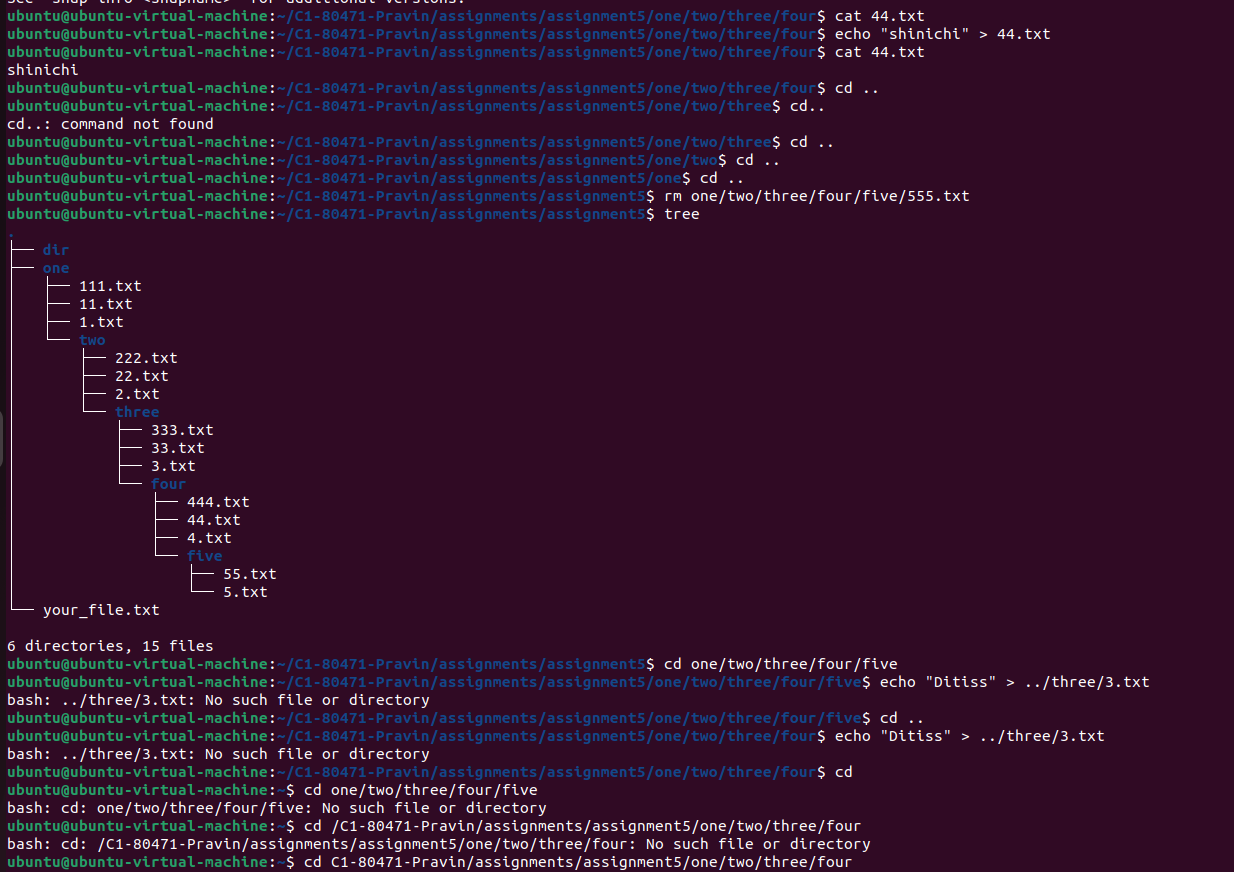 See 'snap info <snapname>' for additional versions.
ubuntu@ubuntu-virtual-machine:~/C1-80471-Pravin/assignments/assignment5/one/two/three/four$ cat 44.txt
ubuntu@ubuntu-virtual-machine:~/C1-80471-Pravin/assignments/assignment5/one/two/three/four$ echo "shinichi" > 44.txt
ubuntu@ubuntu-virtual-machine:~/C1-80471-Pravin/assignments/assignment5/one/two/three/four$ cat 44.txt
shinichi
ubuntu@ubuntu-virtual-machine:~/C1-80471-Pravin/assignments/assignment5/one/two/three/four$ cd ..
ubuntu@ubuntu-virtual-machine:~/C1-80471-Pravin/assignments/assignment5/one/two/three$ cd..
cd..: command not found
ubuntu@ubuntu-virtual-machine:~/C1-80471-Pravin/assignments/assignment5/one/two/three$ cd ..
ubuntu@ubuntu-virtual-machine:~/C1-80471-Pravin/assignments/assignment5/one/two$ cd ..
ubuntu@ubuntu-virtual-machine:~/C1-80471-Pravin/assignments/assignment5/one$ cd ..
ubuntu@ubuntu-virtual-machine:~/C1-80471-Pravin/assignments/assignment5$ rm one/two/three/four/five/555.txt
ubuntu@ubuntu-virtual-machine:~/C1-80471-Pravin/assignments/assignment5$ tree
.
├── dir
├── one
│   ├── 111.txt
│   ├── 11.txt
│   ├── 1.txt
│   └── two
│       ├── 222.txt
│       ├── 22.txt
│       ├── 2.txt
│       └── three
│           ├── 333.txt
│           ├── 33.txt
│           ├── 3.txt
│           └── four
│               ├── 444.txt
│               ├── 44.txt
│               ├── 4.txt
│               └── five
│                   ├── 55.txt
│                   └── 5.txt
└── your_file.txt
6 directories, 15 files
ubuntu@ubuntu-virtual-machine:~/C1-80471-Pravin/assignments/assignment5$ cd one/two/three/four/five
ubuntu@ubuntu-virtual-machine:~/C1-80471-Pravin/assignments/assignment5/one/two/three/four/five$ echo "Ditiss" > ../three/3.txt
bash: ../three/3.txt: No such file or directory
ubuntu@ubuntu-virtual-machine:~/C1-80471-Pravin/assignments/assignment5/one/two/three/four/five$ cd ..
ubuntu@ubuntu-virtual-machine:~/C1-80471-Pravin/assignments/assignment5/one/two/three/four$ echo "Ditiss" > ../three/3.txt
bash: ../three/3.txt: No such file or directory
ubuntu@ubuntu-virtual-machine:~/C1-80471-Pravin/assignments/assignment5/one/two/three/four$ cd
ubuntu@ubuntu-virtual-machine:~$ cd one/two/three/four/five
bash: cd: one/two/three/four/five: No such file or directory
ubuntu@ubuntu-virtual-machine:~$ cd /C1-80471-Pravin/assignments/assignment5/one/two/three/four
bash: cd: /C1-80471-Pravin/assignments/assignment5/one/two/three/four: No such file or directory
ubuntu@ubuntu-virtual-machine:~$ cd C1-80471-Pravin/assignments/assignment5/one/two/three/four